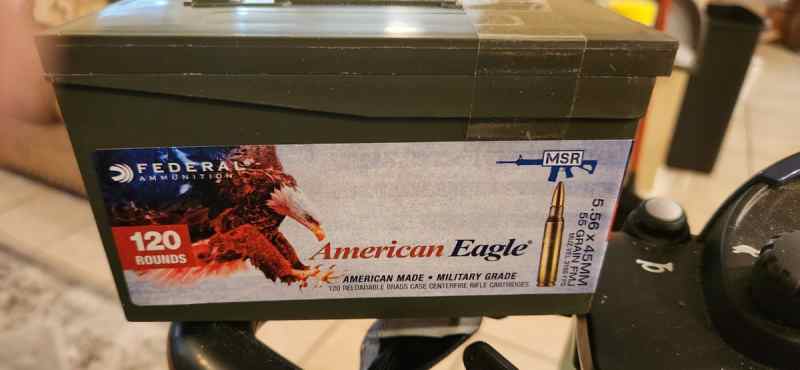 FEDERAL
AMMUNITION
120
ROUNDS
American Eagle®
AMERICAN MADE • MILITARY GRADE
120 RELOADABLE BRASS CASE CENTERFIRE RIFLE CARTRIDGES
MSR
5.56 x 45MM
55 GRAIN FMJ